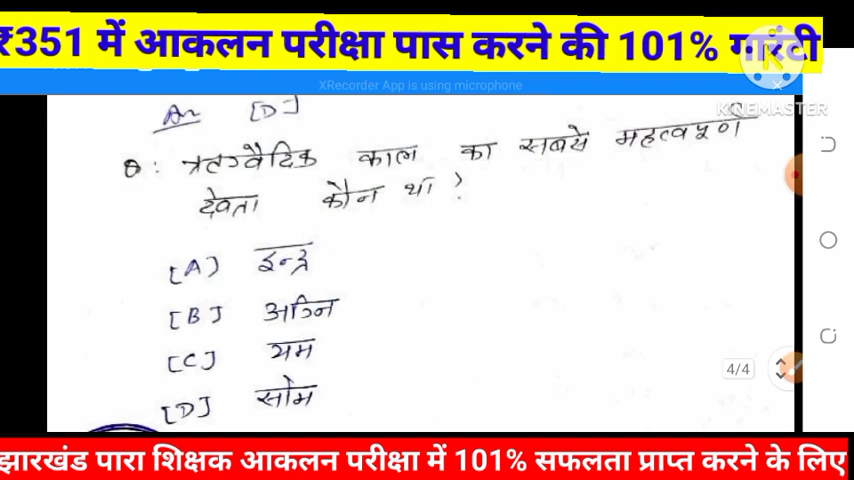 ₹351 में आकलन परीक्षा पास करने की 101% गारंटी
XRecorder App is using microphone
KINEMASTER
Ans [D]
Q: ऋग्वैदिक काल का सबसे महत्वपूर्ण
देवता कौन था?
[A] इन्द्र
[B] अग्नि
[C] यम
[D] सोम
4/4
झारखंड पारा शिक्षक आकलन परीक्षा में 101% सफलता प्राप्त करने के लिए